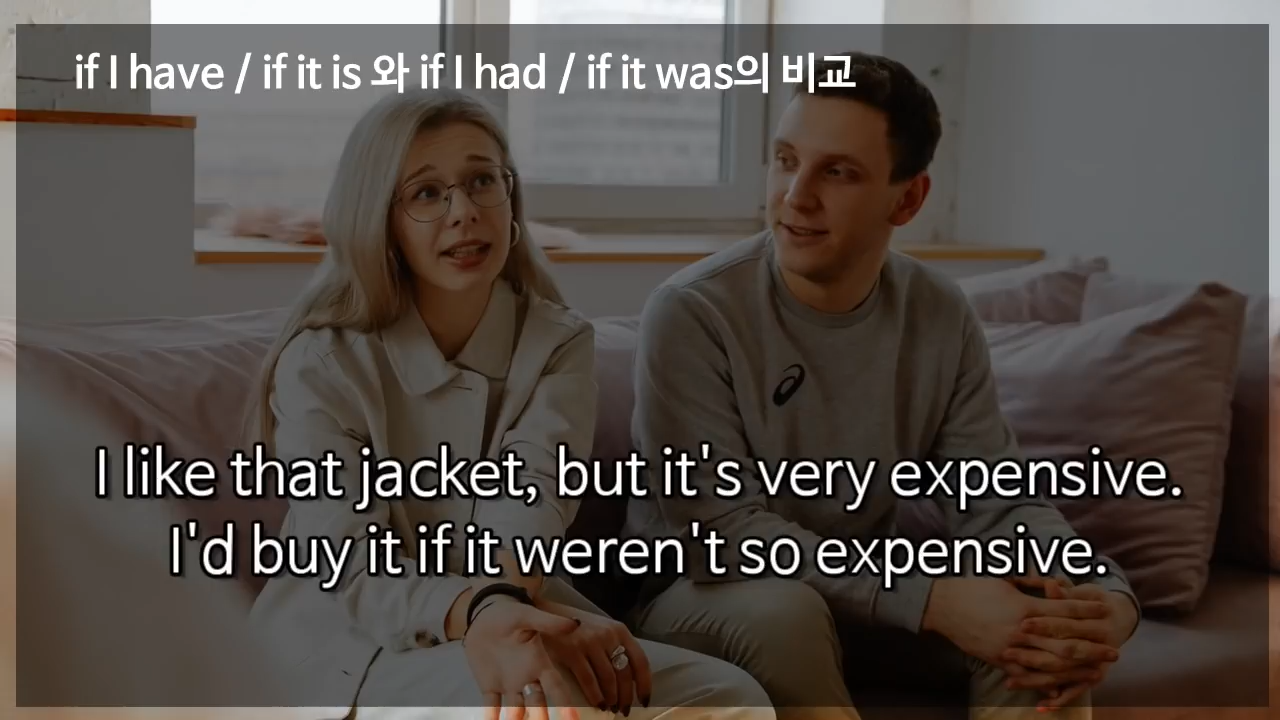 if I have / if it is 와 if I had / if it was의 비교
I like that jacket, but it's very expensive.
I'd buy it if it weren't so expensive.